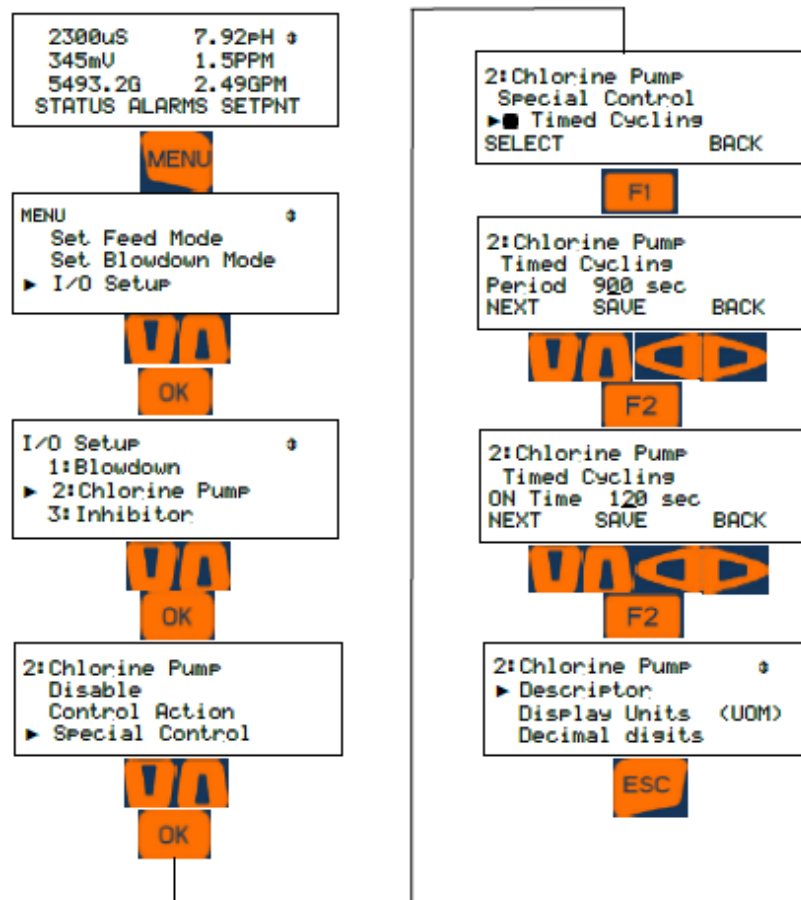 2300uS 7.92pH
345mV 1.5PPM
5493.2G 2.49GPM
STATUS ALARMS SETPNT
MENU
MENU
Set Feed Mode
Set Blowdown Mode
► I/O Setup
OK
I/O Setup
1:Blowdown
► 2:Chlorine Pump
3:Inhibitor
OK
2:Chlorine Pump
Disable
Control Action
► Special Control
OK
2:Chlorine Pump
Special Control
►■ Timed Cycling
SELECT BACK
F1
2:Chlorine Pump
Timed Cycling
Period 900 sec
NEXT SAVE BACK
F2
2:Chlorine Pump
Timed Cycling
ON Time 120 sec
NEXT SAVE BACK
F2
2:Chlorine Pump
► Descriptor
Display Units (UOM)
Decimal digits
ESC